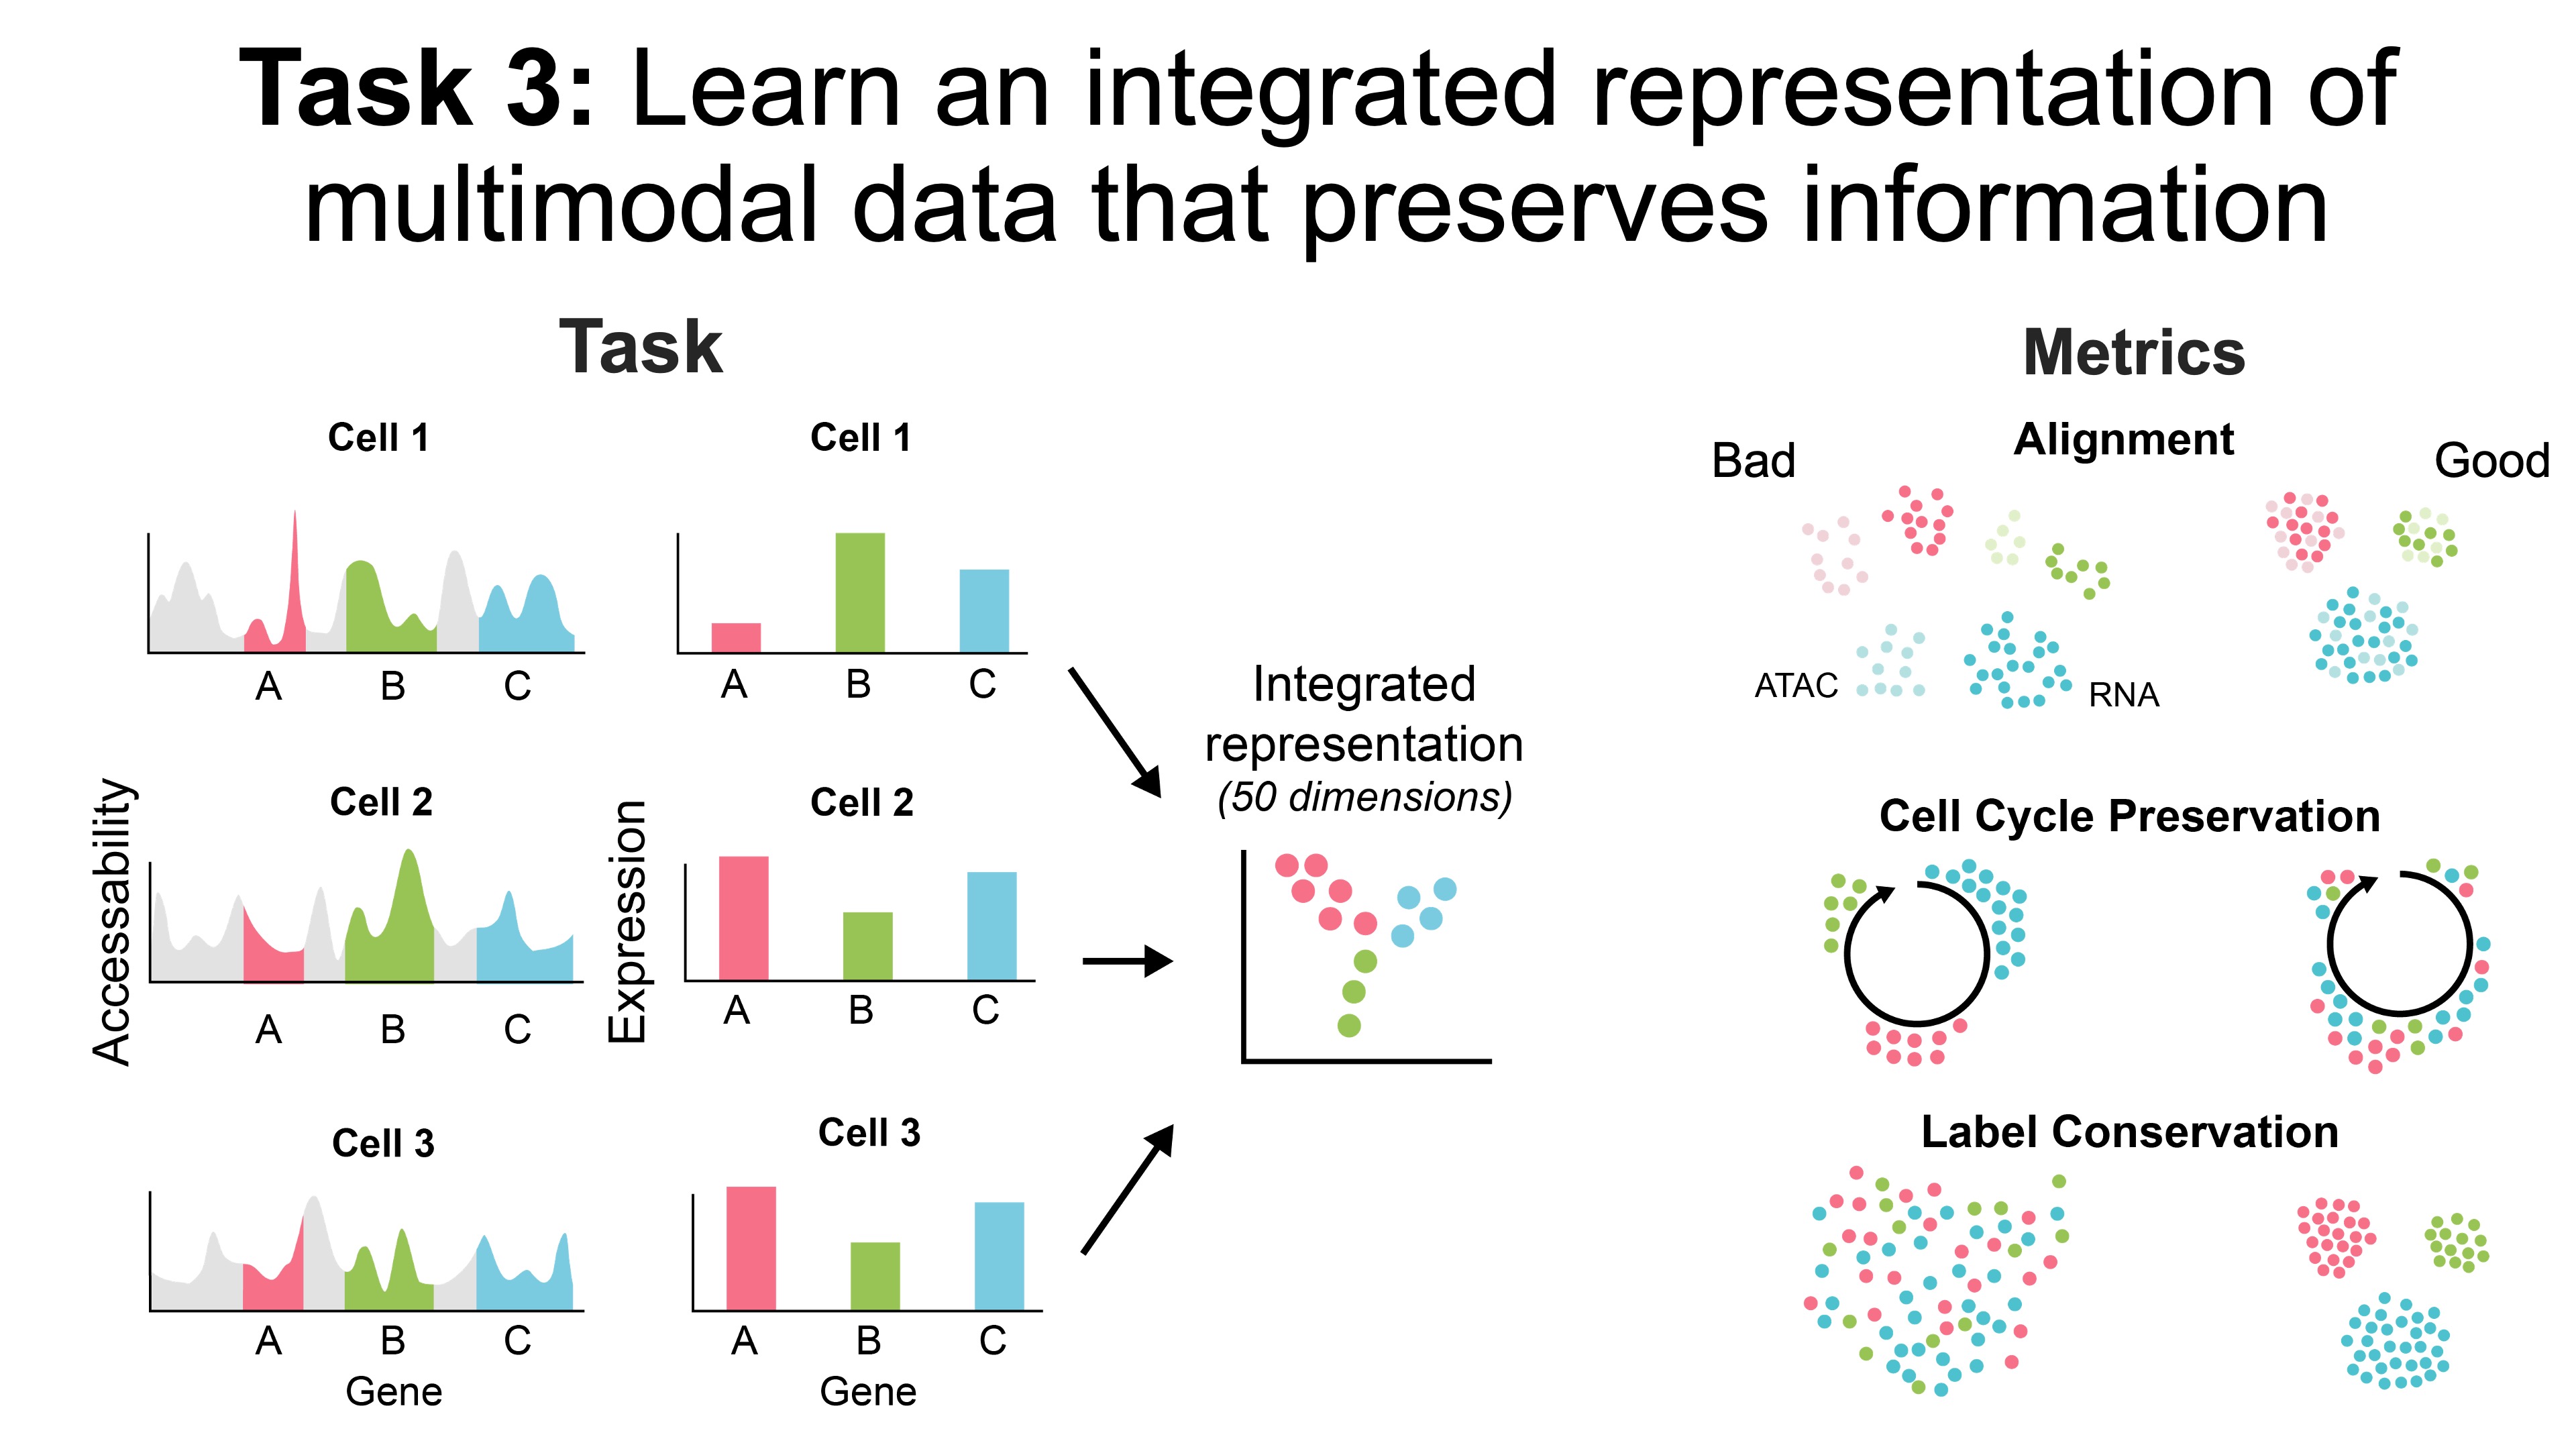 Task 3: Learn an integrated representation of
multimodal data that preserves information
Task
Cell 1
Cell 1
A
B
C
A
B
C
Accessability
Cell 2
Expression
Cell 2
A
B
C
A
B
C
Cell 3
Cell 3
A
B
C
A
B
C
Gene
Gene
Integrated
representation
(50 dimensions)
Metrics
Alignment
Bad
Good
ATAC
RNA
Cell Cycle Preservation
Label Conservation